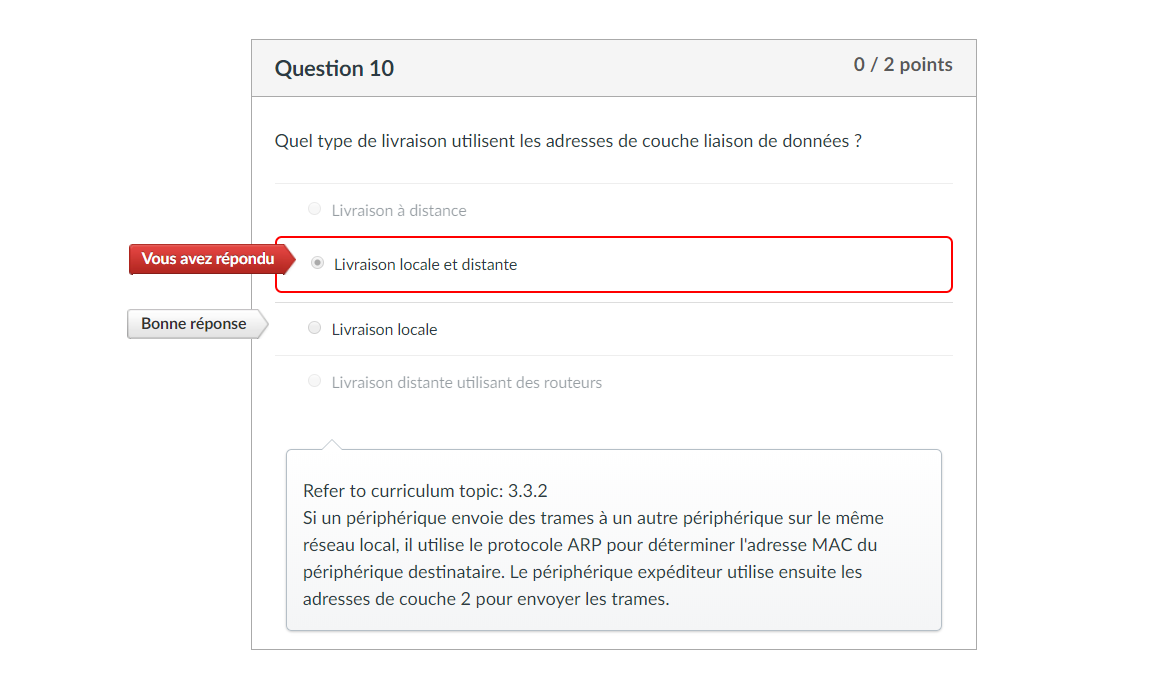 Question 10
0 / 2 points
Quel type de livraison utilisent les adresses de couche liaison de données ?
Livraison à distance
Vous avez répondu
Livraison locale et distante
Bonne réponse
Livraison locale
Livraison distante utilisant des routeurs
Refer to curriculum topic: 3.3.2
Si un périphérique envoie des trames à un autre périphérique sur le même
réseau local, il utilise le protocole ARP pour déterminer l'adresse MAC du
périphérique destinataire. Le périphérique expéditeur utilise ensuite les
adresses de couche 2 pour envoyer les trames.